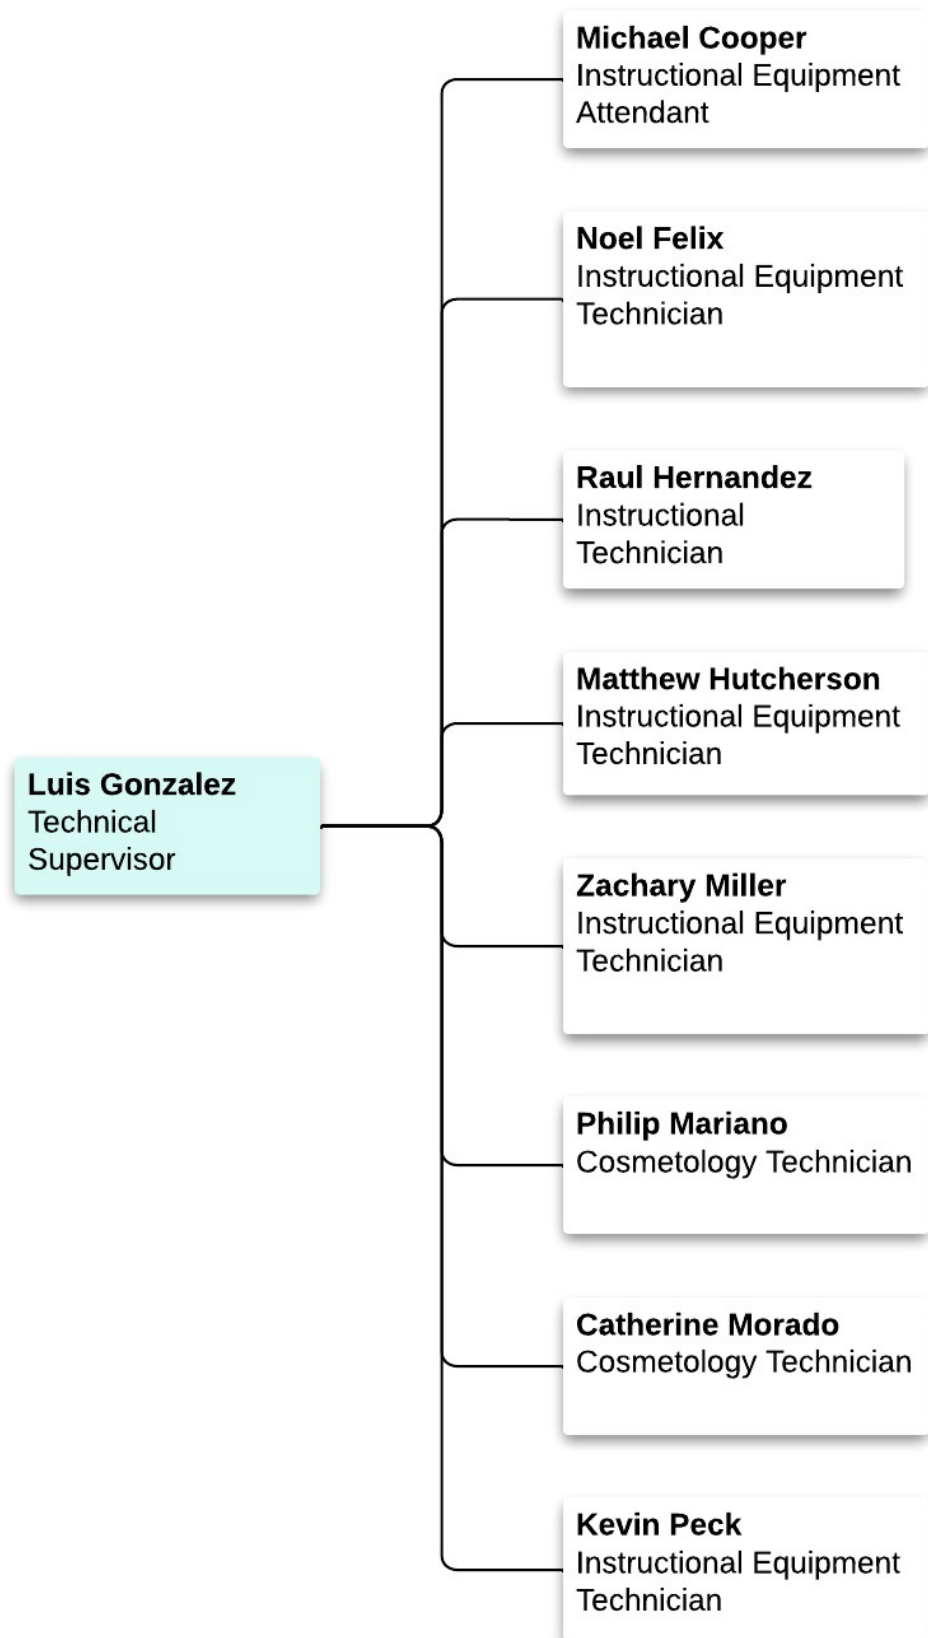 Michael Cooper
Instructional Equipment
Attendant
Noel Felix
Instructional Equipment
Technician
Raul Hernandez
Instructional
Technician
Matthew Hutcherson
Instructional Equipment
Technician
Luis Gonzalez
Technical
Supervisor
Zachary Miller
Instructional Equipment
Technician
Philip Mariano
Cosmetology Technician
Catherine Morado
Cosmetology Technician
Kevin Peck
Instructional Equipment
Technician